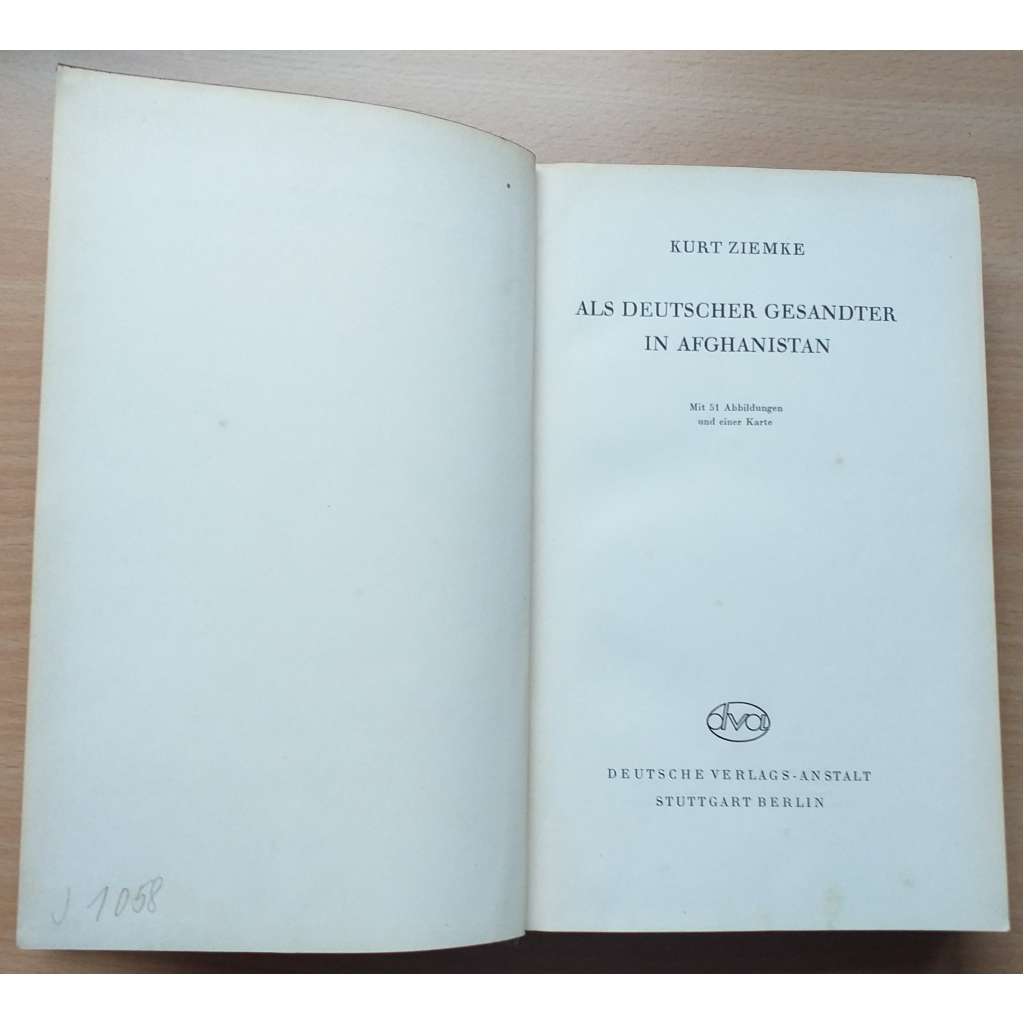 J 1058
KURT ZIEMKE
ALS DEUTSCHER GESANDTER
IN AFGHANISTAN
Mit 51 Abbildungen
und einer Karte
dva
DEUTSCHE VERLAGS-ANSTALT
STUTTGART BERLIN